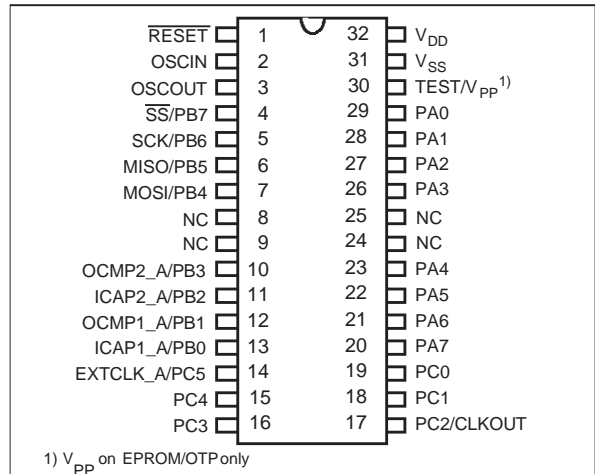 RESET 1 32 VDD
OSCIN 2 31 VSS
OSCOUT 3 30 TEST/VPP1)
SS/PB7 4 29 PA0
SCK/PB6 5 28 PA1
MISO/PB5 6 27 PA2
MOSI/PB4 7 26 PA3
NC 8 25 NC
NC 9 24 NC
OCMP2_A/PB3 10 23 PA4
ICAP2_A/PB2 11 22 PA5
OCMP1_A/PB1 12 21 PA6
ICAP1_A/PB0 13 20 PA7
EXTCLK_A/PC5 14 19 PC0
PC4 15 18 PC1
PC3 16 17 PC2/CLKOUT
1) VPP on EPROM/OTP only